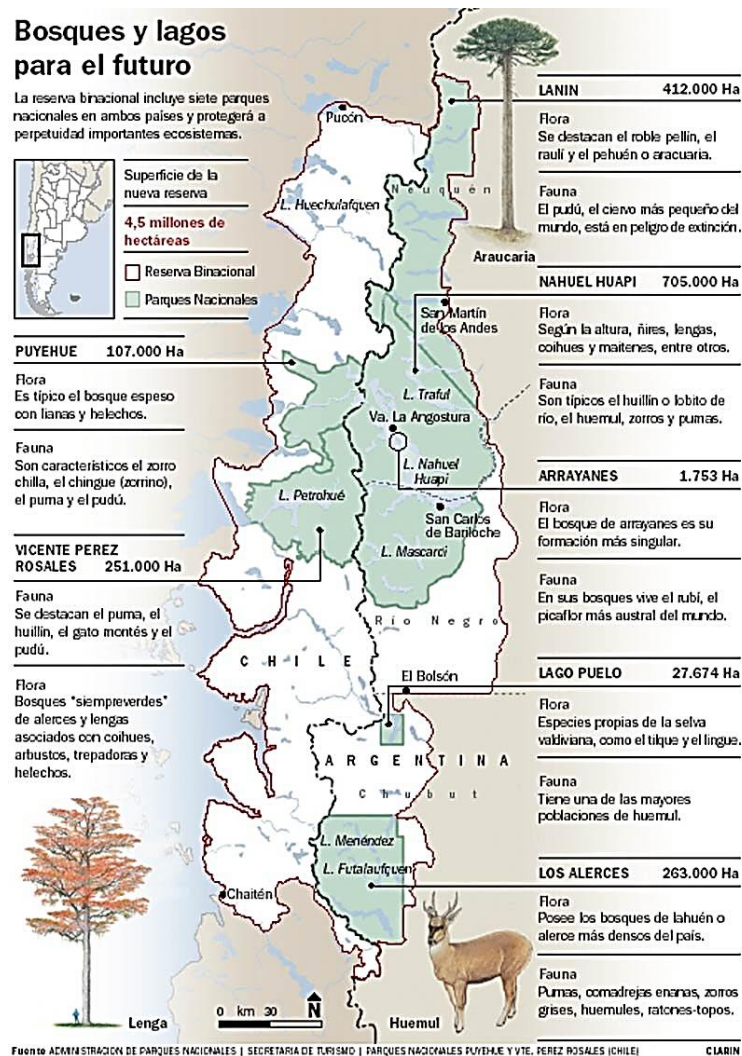 Bosques y lagos
para el futuro
La reserva binacional incluye siete parques
nacionales en ambos países y protegerá a
perpetuidad importantes ecosistemas.
Superficie de la
nueva reserva
4,5 millones de
hectáreas
Reserva Binacional
Parques Nacionales
PUYEHUE 107.000 Ha
Flora
Es típico el bosque espeso
con lianas y helechos.
Fauna
Son característicos el zorro
chilla, el chingue (zorrino),
el puma y el pudú.
VICENTE PEREZ
ROSALES 251.000 Ha
Fauna
Se destacan el puma, el
huillín, el gato montés y el
pudú.
Flora
Bosques "siempreverdes"
de alerces y lengas
asociados con coihues,
arbustos, trepadoras y
helechos.
Lenga
Pucón
L. Huechulafquen
Neuquén
San Martín
de los Andes
L. Traful
Va. La Angostura
L. Nahuel
Huapi
L. Petrohué
San Carlos
de Bariloche
L. Mascardi
Río Negro
CHILE
El Bolsón
ARGENTINA
Chubut
L. Menéndez
L. Futalaufquen
Chaitén
0 km 30
N
Huemul
Araucaria
LANIN 412.000 Ha
Flora
Se destacan el roble pellín, el
raulí y el pehuén o aracuaria.
Fauna
El pudú, el ciervo más pequeño del
mundo, está en peligro de extinción.
NAHUEL HUAPI 705.000 Ha
Flora
Según la altura, ñires, lengas,
coihues y maitenes, entre otros.
Fauna
Son típicos el huillín o lobito de
río, el huemul, zorros y pumas.
ARRAYANES 1.753 Ha
Flora
El bosque de arrayanes es su
formación más singular.
Fauna
En sus bosques vive el rubí, el
picaflor más austral del mundo.
LAGO PUELO 27.674 Ha
Flora
Especies propias de la selva
valdiviana, como el tilque y el lingue.
Fauna
Tiene una de las mayores
poblaciones de huemul.
LOS ALERCES 263.000 Ha
Flora
Posee los bosques de lahuén o
alerce más densos del país.
Fauna
Pumas, comadrejas enanas, zorros
grises, huemules, ratones-topos.
Fuente ADMINISTRACION DE PARQUES NACIONALES | SECRETARIA DE TURISMO | PARQUES NACIONALES PUYEHUE Y VTE. PEREZ ROSALES (CHILE)
CLARIN